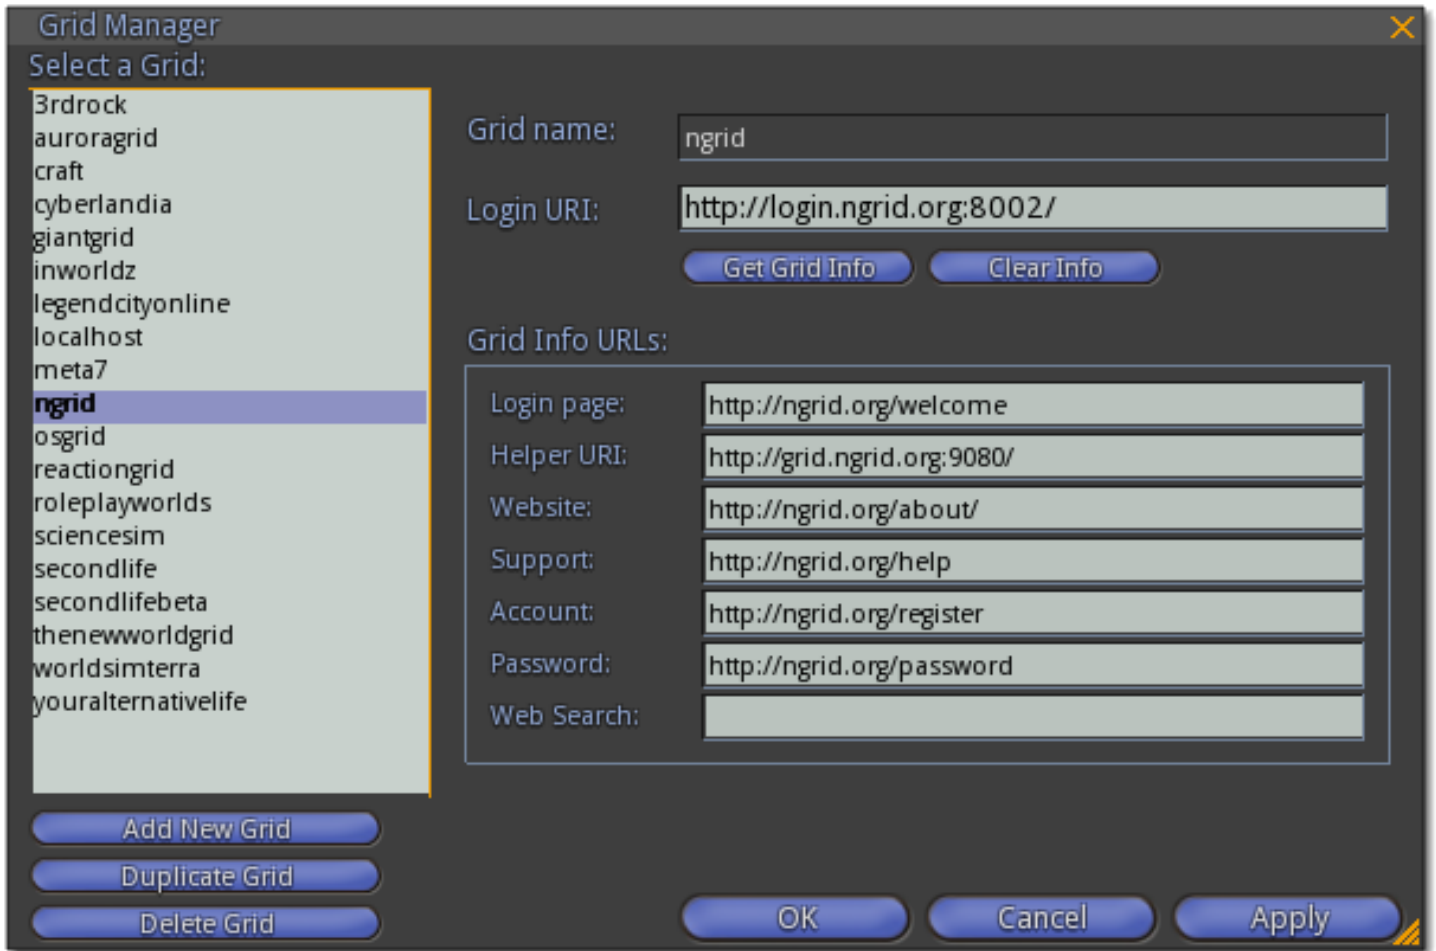 Grid Manager
Select a Grid:
3rdrock
auroragrid
craft
cyberlandia
giantgrid
inworldz
legendcityonline
localhost
meta7
ngrid
osgrid
reactiongrid
roleplayworlds
sciencesim
secondlife
secondlifebeta
thenewworldgrid
worldsimterra
youralternativelife
Add New Grid
Duplicate Grid
Delete Grid
Grid name: ngrid
Login URI: http://login.ngrid.org:8002/
Get Grid Info Clear Info
Grid Info URLs:
Login page: http://ngrid.org/welcome
Helper URI: http://grid.ngrid.org:9080/
Website: http://ngrid.org/about/
Support: http://ngrid.org/help
Account: http://ngrid.org/register
Password: http://ngrid.org/password
Web Search:
OK Cancel Apply